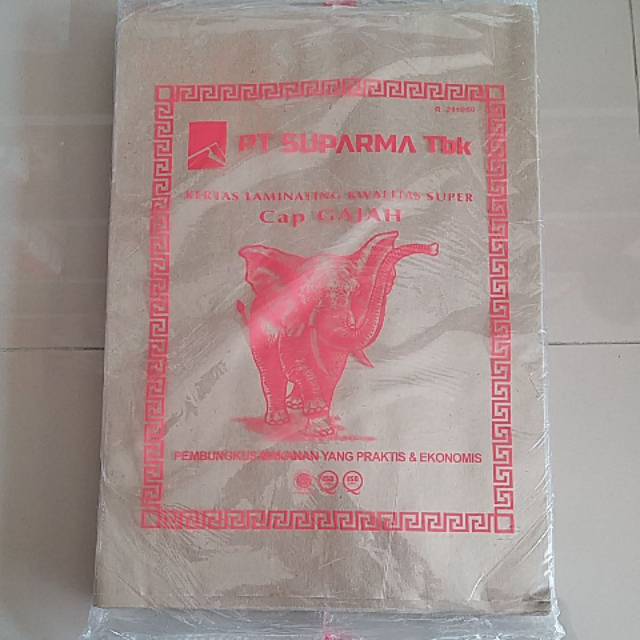 PT SUPARMA Tbk
KERTAS LAMINATING KWALITAS SUPER
Cap GAJAH
PEMBUNGKUS MAKANAN YANG PRAKTIS & EKONOMIS